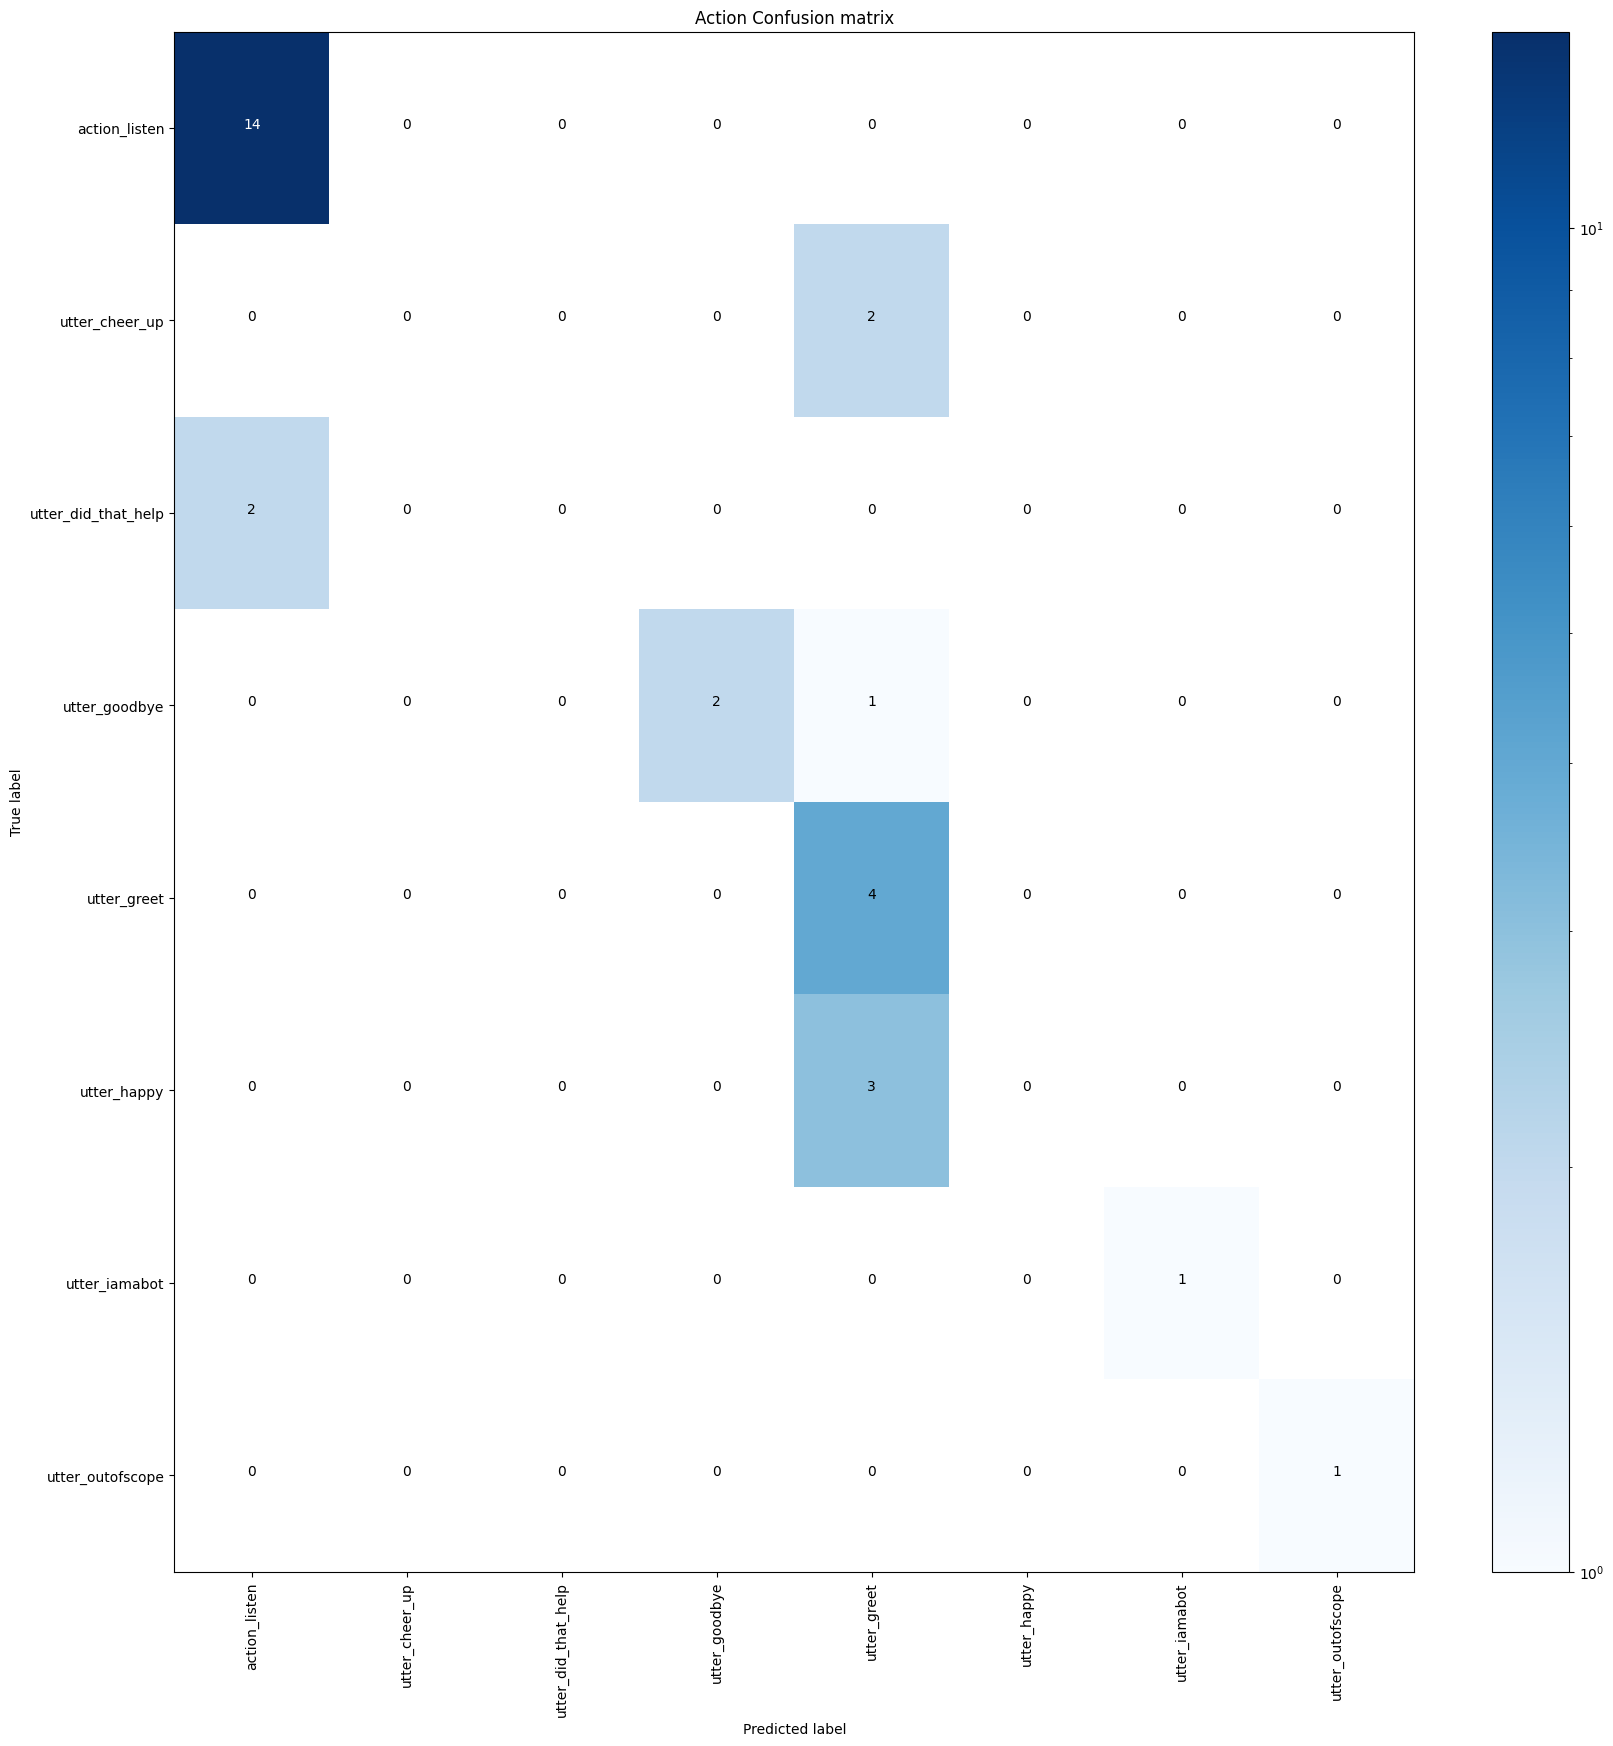 Action Confusion matrix
action_listen 14 0 0 0 0 0 0 0
10¹
utter_cheer_up 0 0 0 0 2 0 0 0
utter_did_that_help 2 0 0 0 0 0 0 0
utter_goodbye 0 0 0 2 1 0 0 0
True label
utter_greet 0 0 0 0 4 0 0 0
utter_happy 0 0 0 0 3 0 0 0
utter_iamabot 0 0 0 0 0 0 1 0
utter_outofscope 0 0 0 0 0 0 0 1
10⁰
action_listen
utter_cheer_up
utter_did_that_help
utter_goodbye
utter_greet
utter_happy
utter_iamabot
utter_outofscope
Predicted label